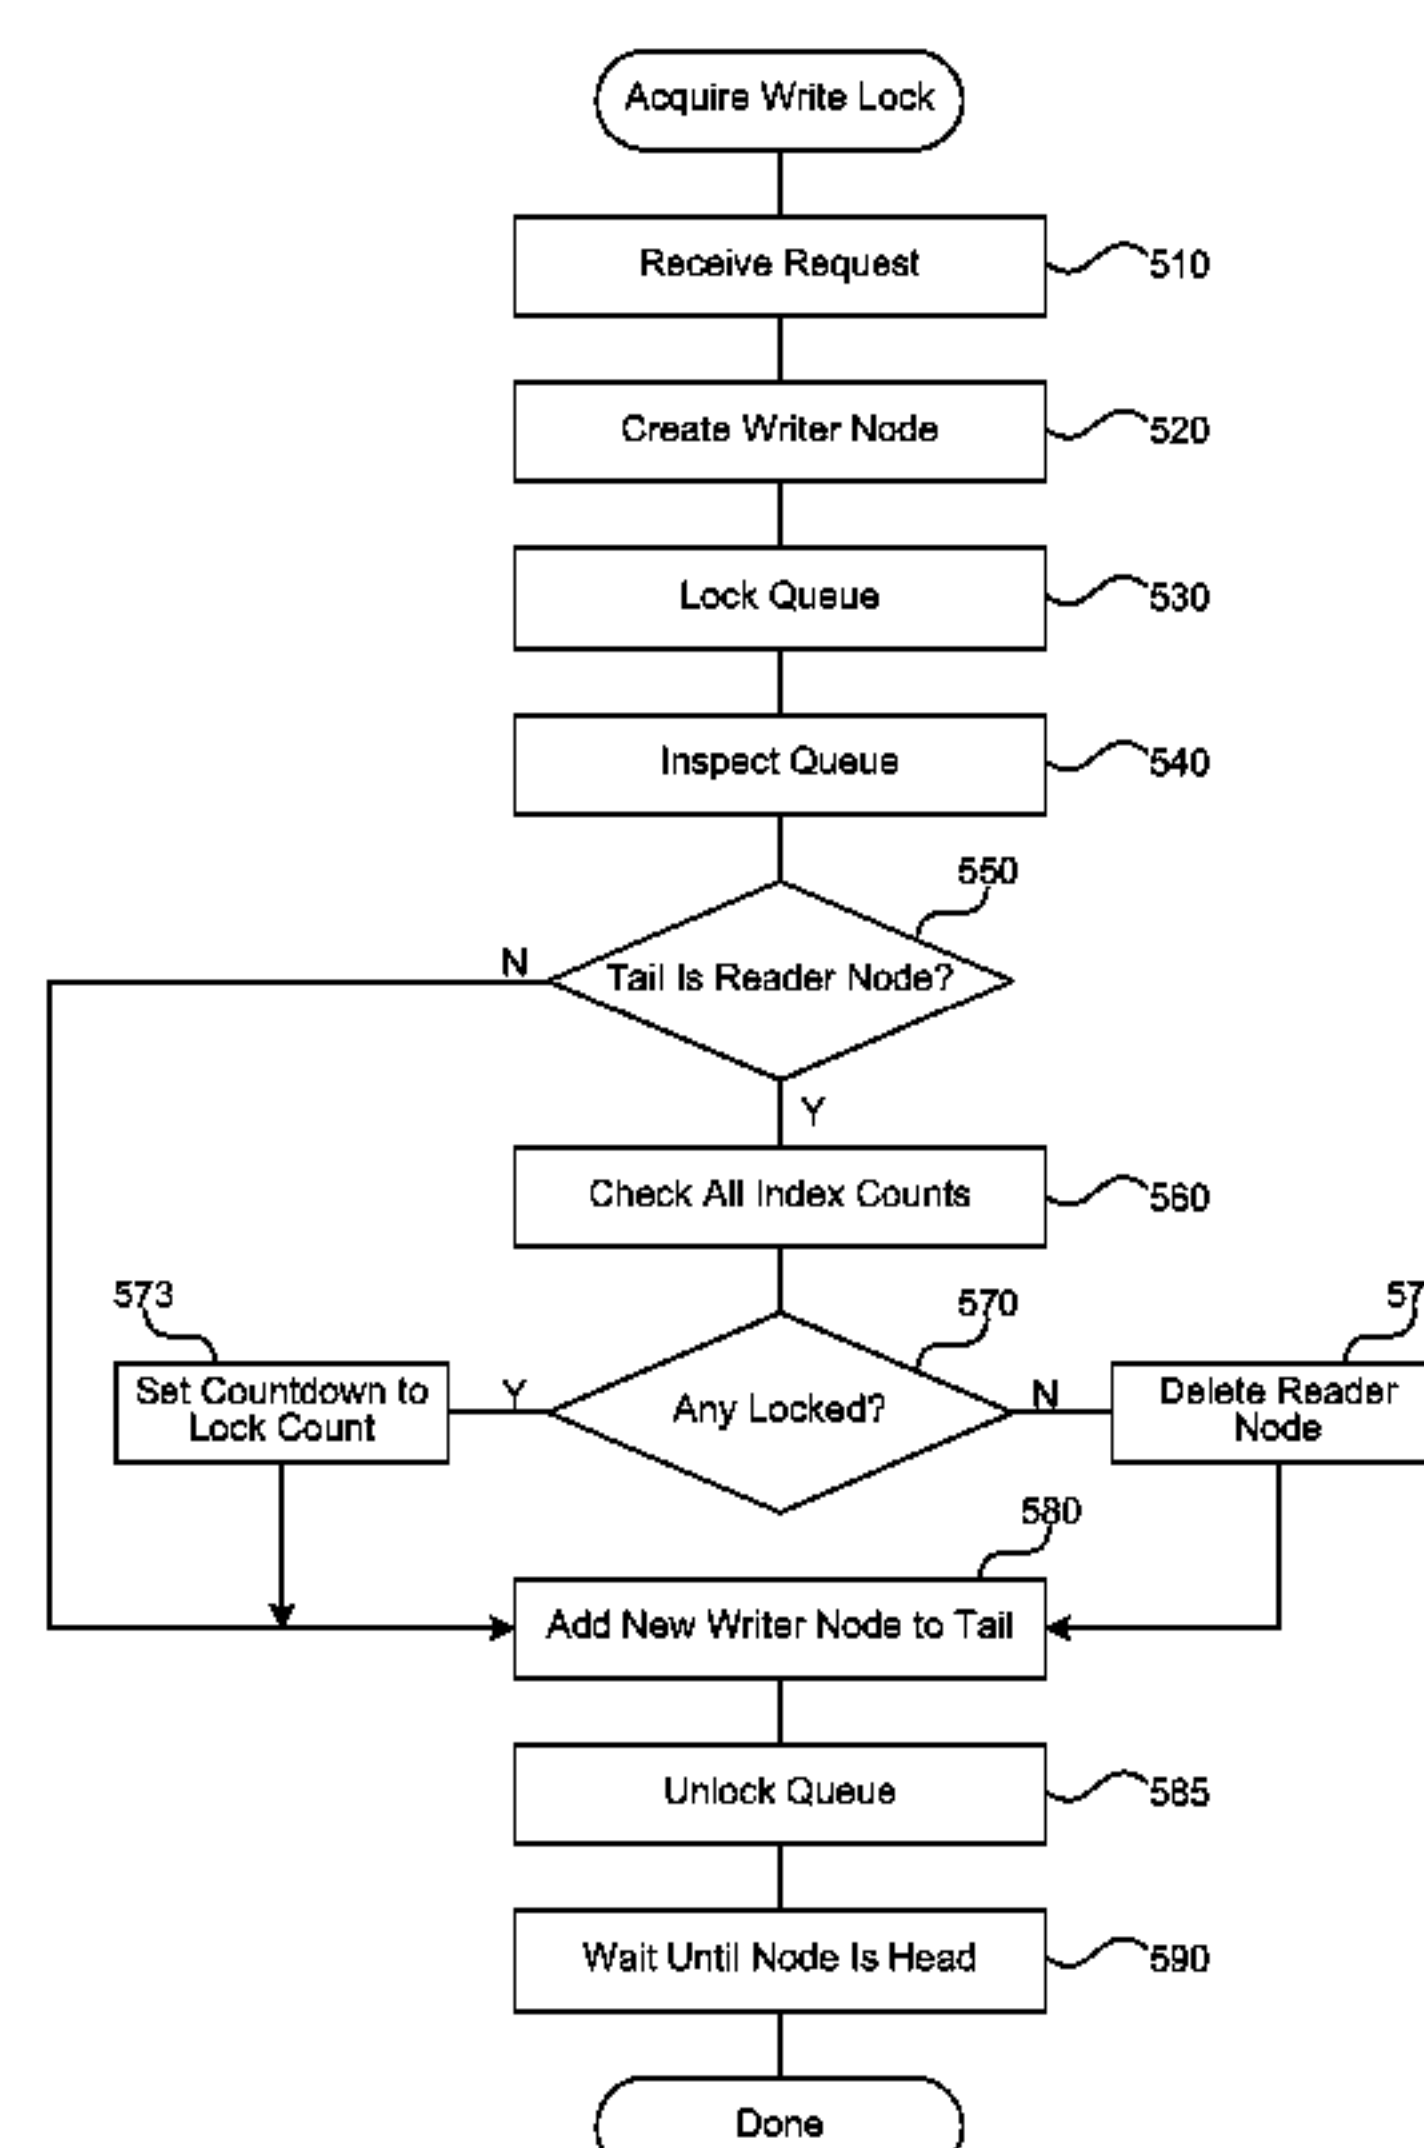 Acquire Write Lock
Receive Request
510
Create Writer Node
520
Lock Queue
530
Inspect Queue
540
550
N
Tail Is Reader Node?
Y
Check All Index Counts
560
573
570
57
Set Countdown to
Lock Count
Y
Any Locked?
N
Delete Reader
Node
580
Add New Writer Node to Tail
Unlock Queue
585
Wait Until Node Is Head
590
Done